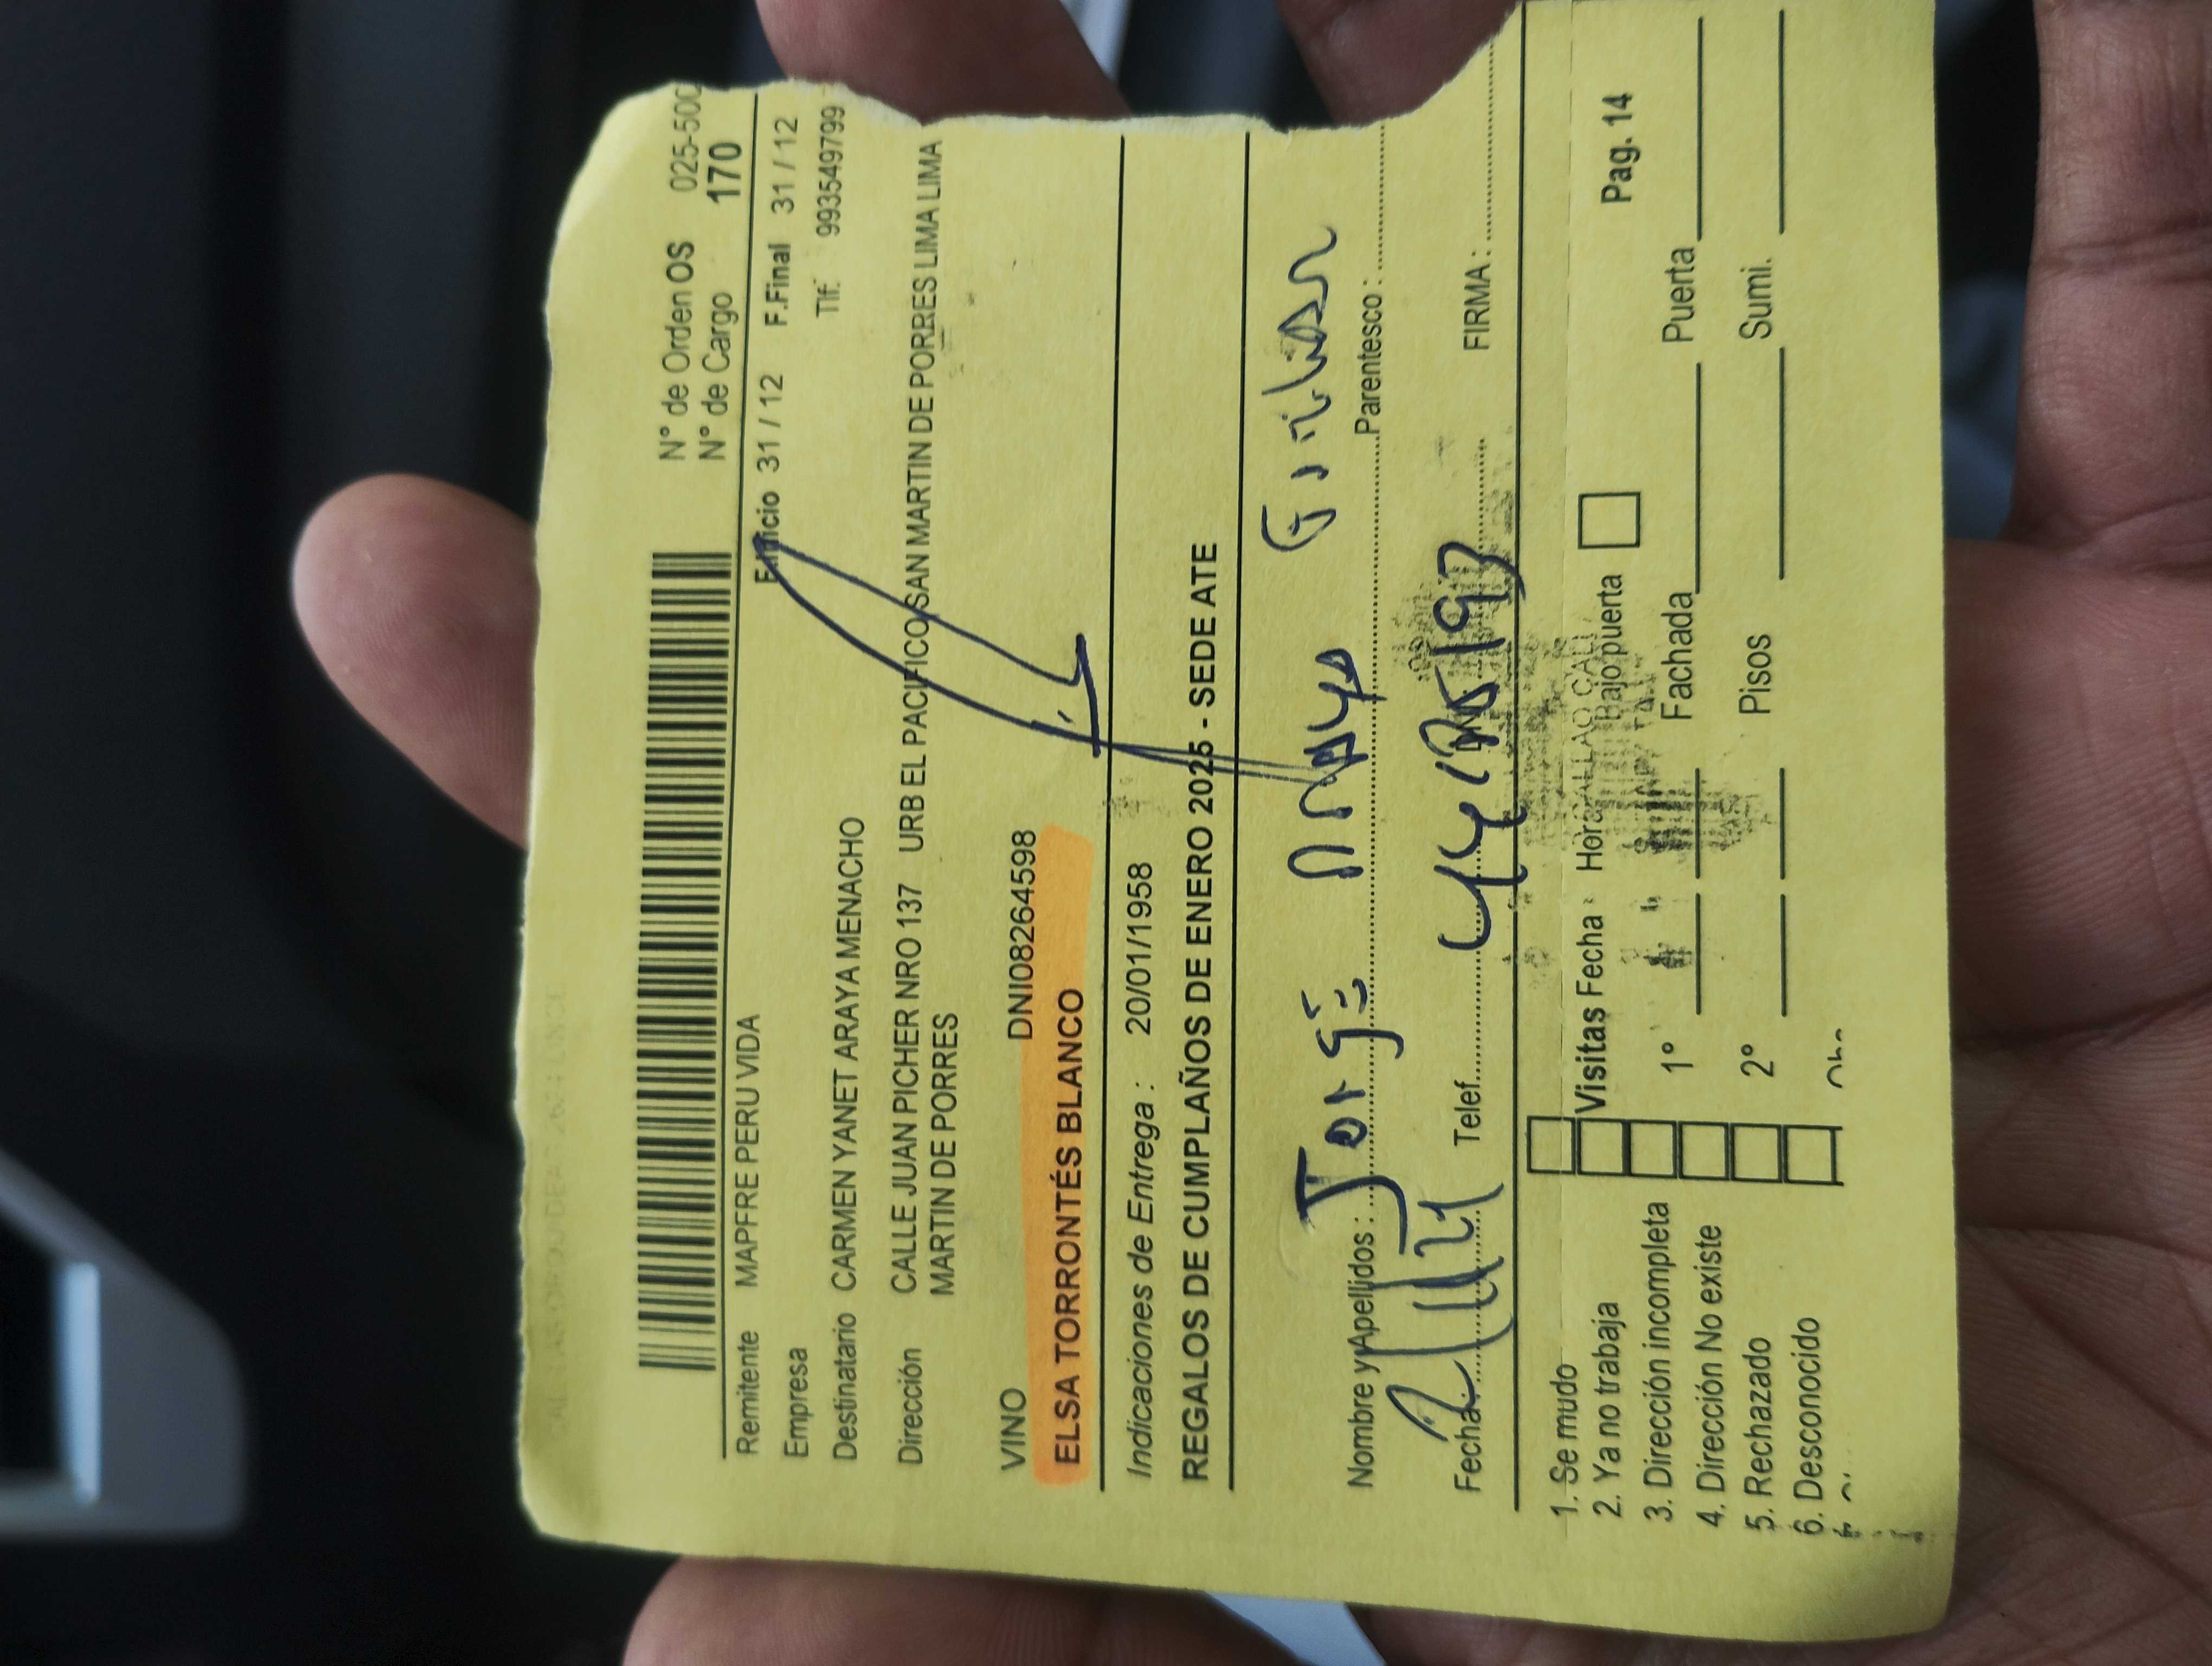 N° de Orden OS 025-500
N° de Cargo 170
Remitente MAPFRE PERU VIDA
F.Inicio 31 / 12 F.Final 31 / 12
Empresa
Tlf. 993549799
Destinatario CARMEN YANET ARAYA MENACHO
Dirección CALLE JUAN PICHER NRO 137 URB EL PACIFICO SAN MARTIN DE PORRES LIMA LIMA
MARTIN DE PORRES
VINO DNI08264598
ELSA TORRONTÉS BLANCO
Indicaciones de Entrega : 20/01/1958
REGALOS DE CUMPLAÑOS DE ENERO 2025 - SEDE ATE
Jorge Araya
Nombre y Apellidos : Parentesco :
Fecha Telef. DNI FIRMA :
1. Se mudo
2. Ya no trabaja Visitas Fecha Hora Bajo puerta Pag. 14
3. Dirección incompleta
4. Dirección No existe 1° Fachada Puerta
5. Rechazado
6. Desconocido 2° Pisos Sumi.